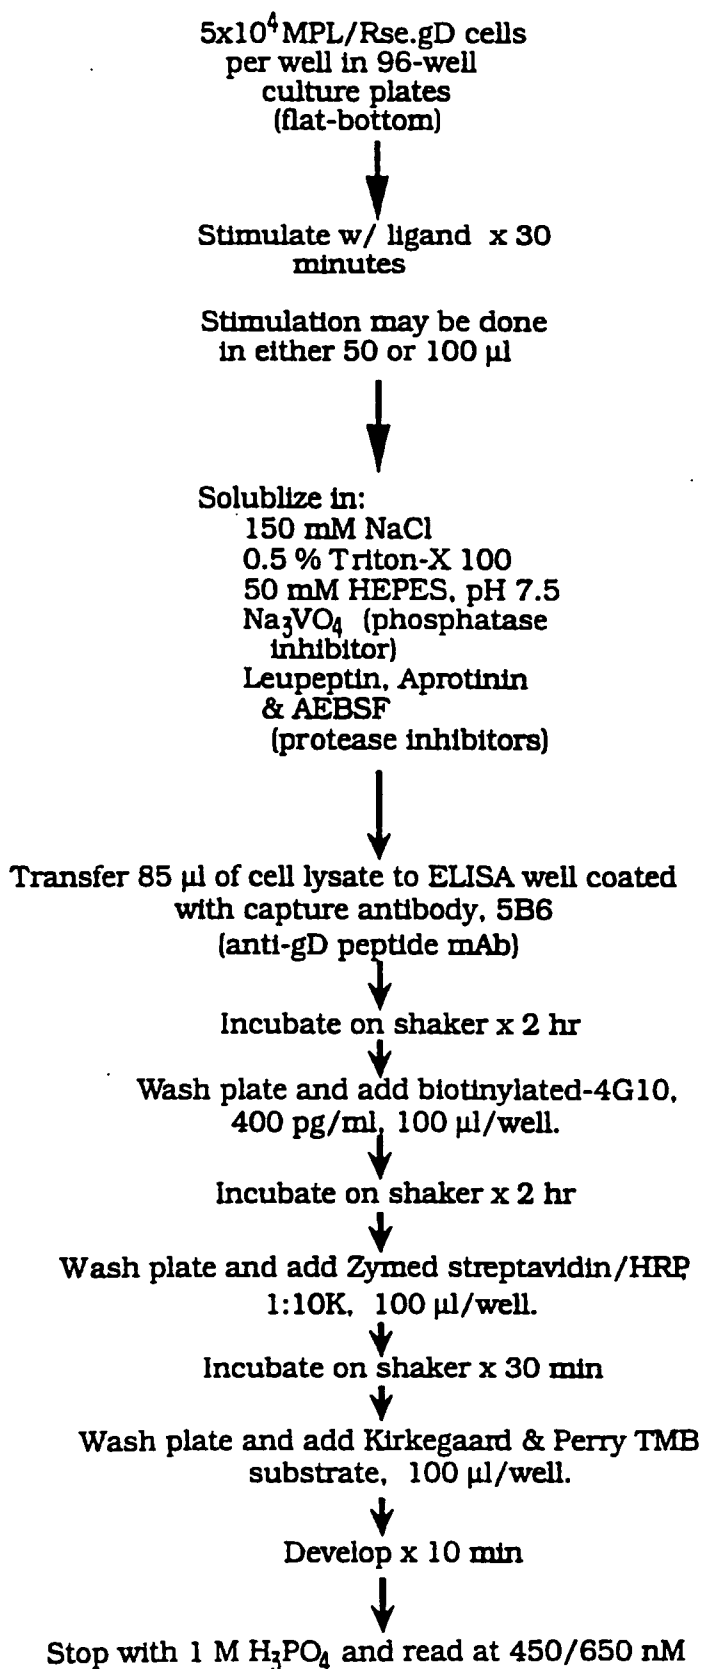 5x10⁴ MPL/Rse.gD cells
per well in 96-well
culture plates
(flat-bottom)
Stimulate w/ ligand x 30
minutes
Stimulation may be done
in either 50 or 100 µl
Solublize in:
150 mM NaCl
0.5 % Triton-X 100
50 mM HEPES, pH 7.5
Na₃VO₄ (phosphatase
inhibitor)
Leupeptin, Aprotinin
& AEBSF
(protease inhibitors)
Transfer 85 µl of cell lysate to ELISA well coated
with capture antibody, 5B6
(anti-gD peptide mAb)
Incubate on shaker x 2 hr
Wash plate and add biotinylated-4G10,
400 pg/ml, 100 µl/well.
Incubate on shaker x 2 hr
Wash plate and add Zymed streptavidin/HRP,
1:10K, 100 µl/well.
Incubate on shaker x 30 min
Wash plate and add Kirkegaard & Perry TMB
substrate, 100 µl/well.
Develop x 10 min
Stop with 1 M H₃PO₄ and read at 450/650 nM